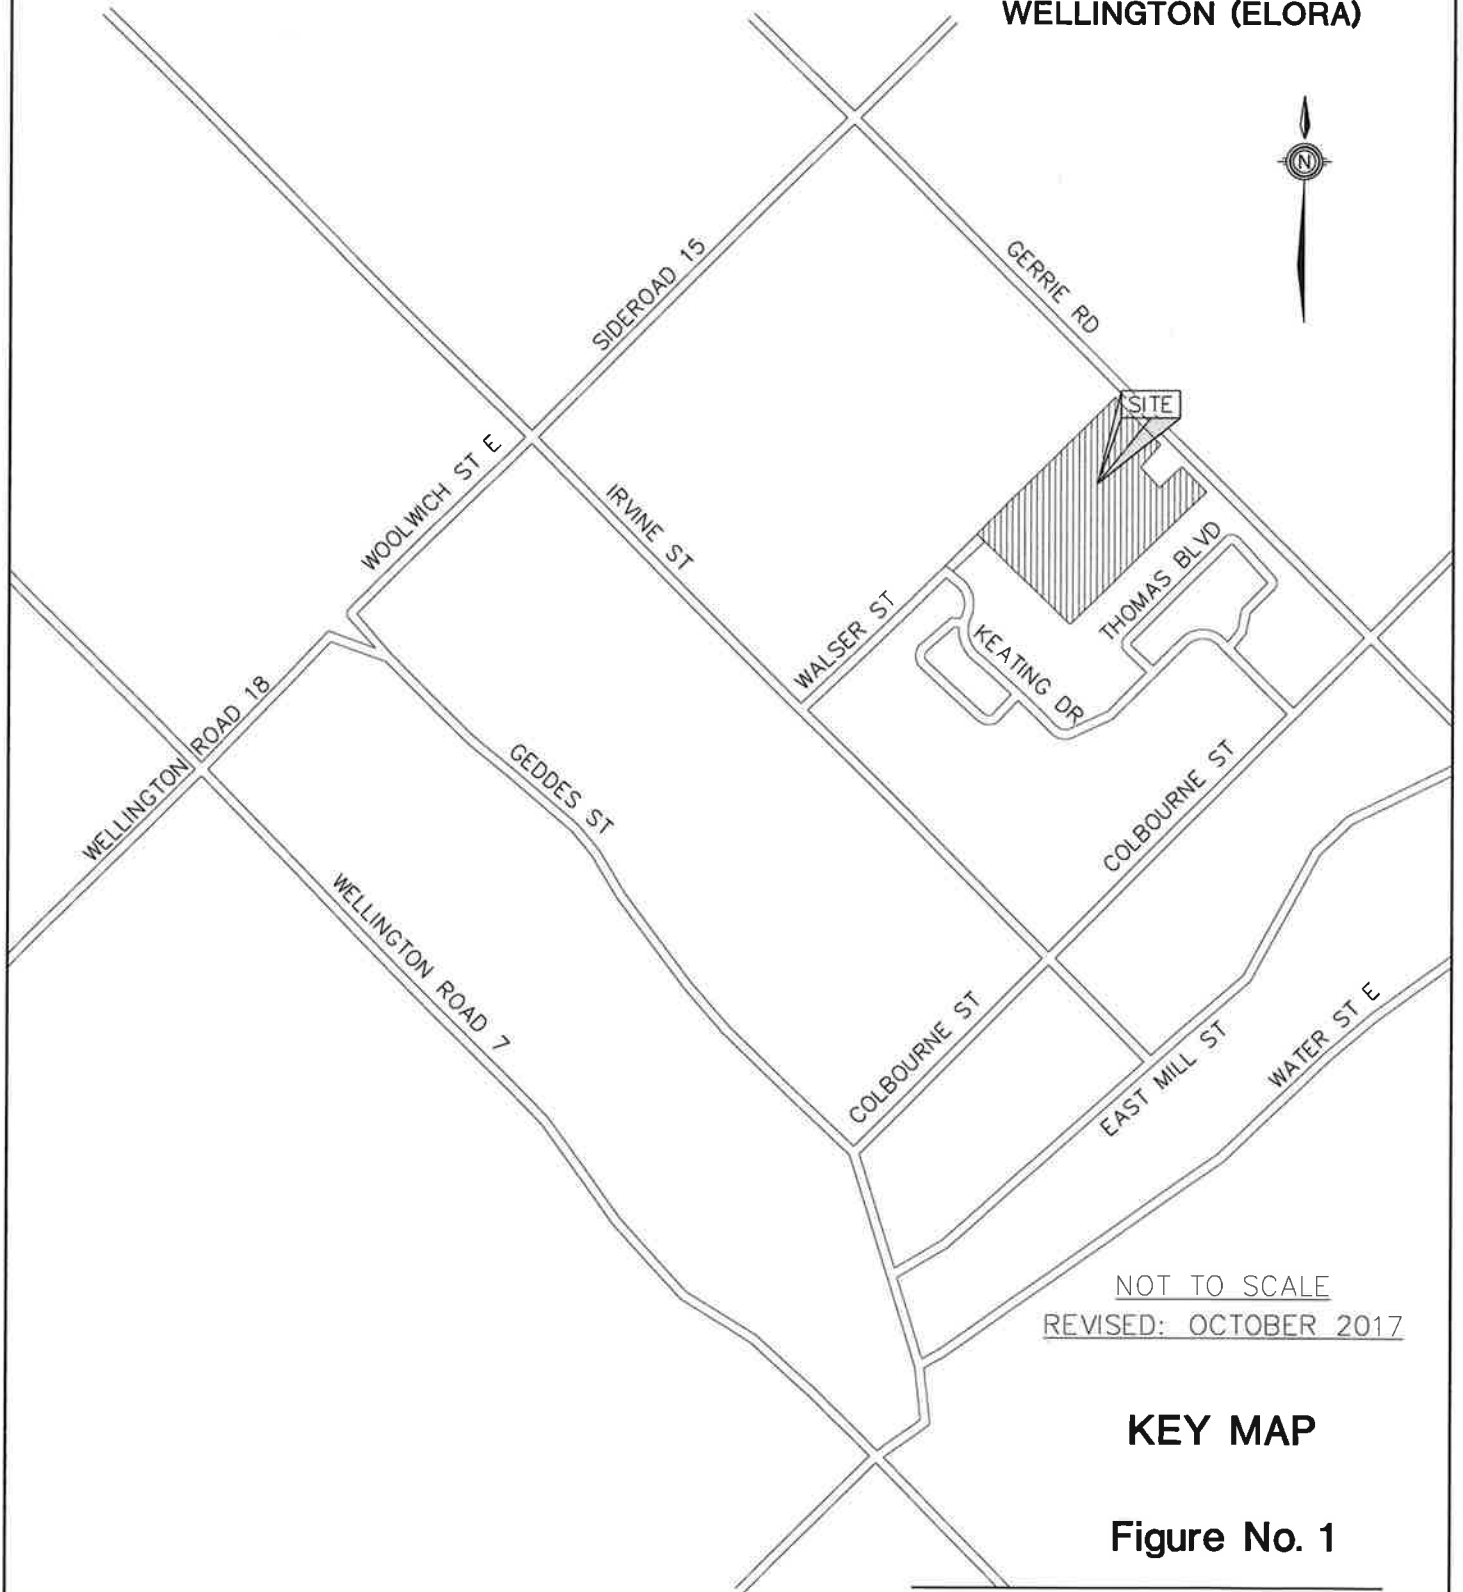 WELLINGTON (ELORA)
N
GERRIE RD
SIDEROAD 15
SITE
WOOLWICH ST E
IRVINE ST
THOMAS BLVD
WALSER ST
KEATING DR
WELLINGTON ROAD 18
GEDDES ST
COLBOURNE ST
WELLINGTON ROAD 7
COLBOURNE ST
EAST MILL ST
WATER ST E
NOT TO SCALE
REVISED: OCTOBER 2017
KEY MAP
Figure No. 1